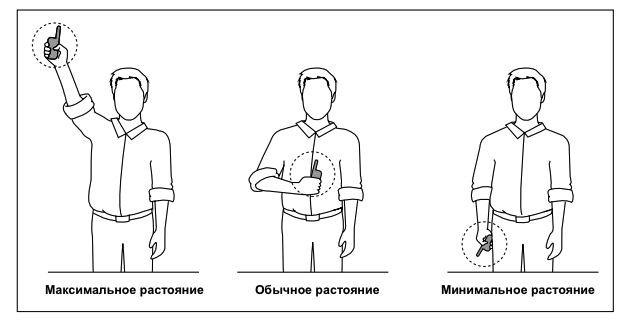 Максимальное растояние
Обычное растояние
Минимальное растояние